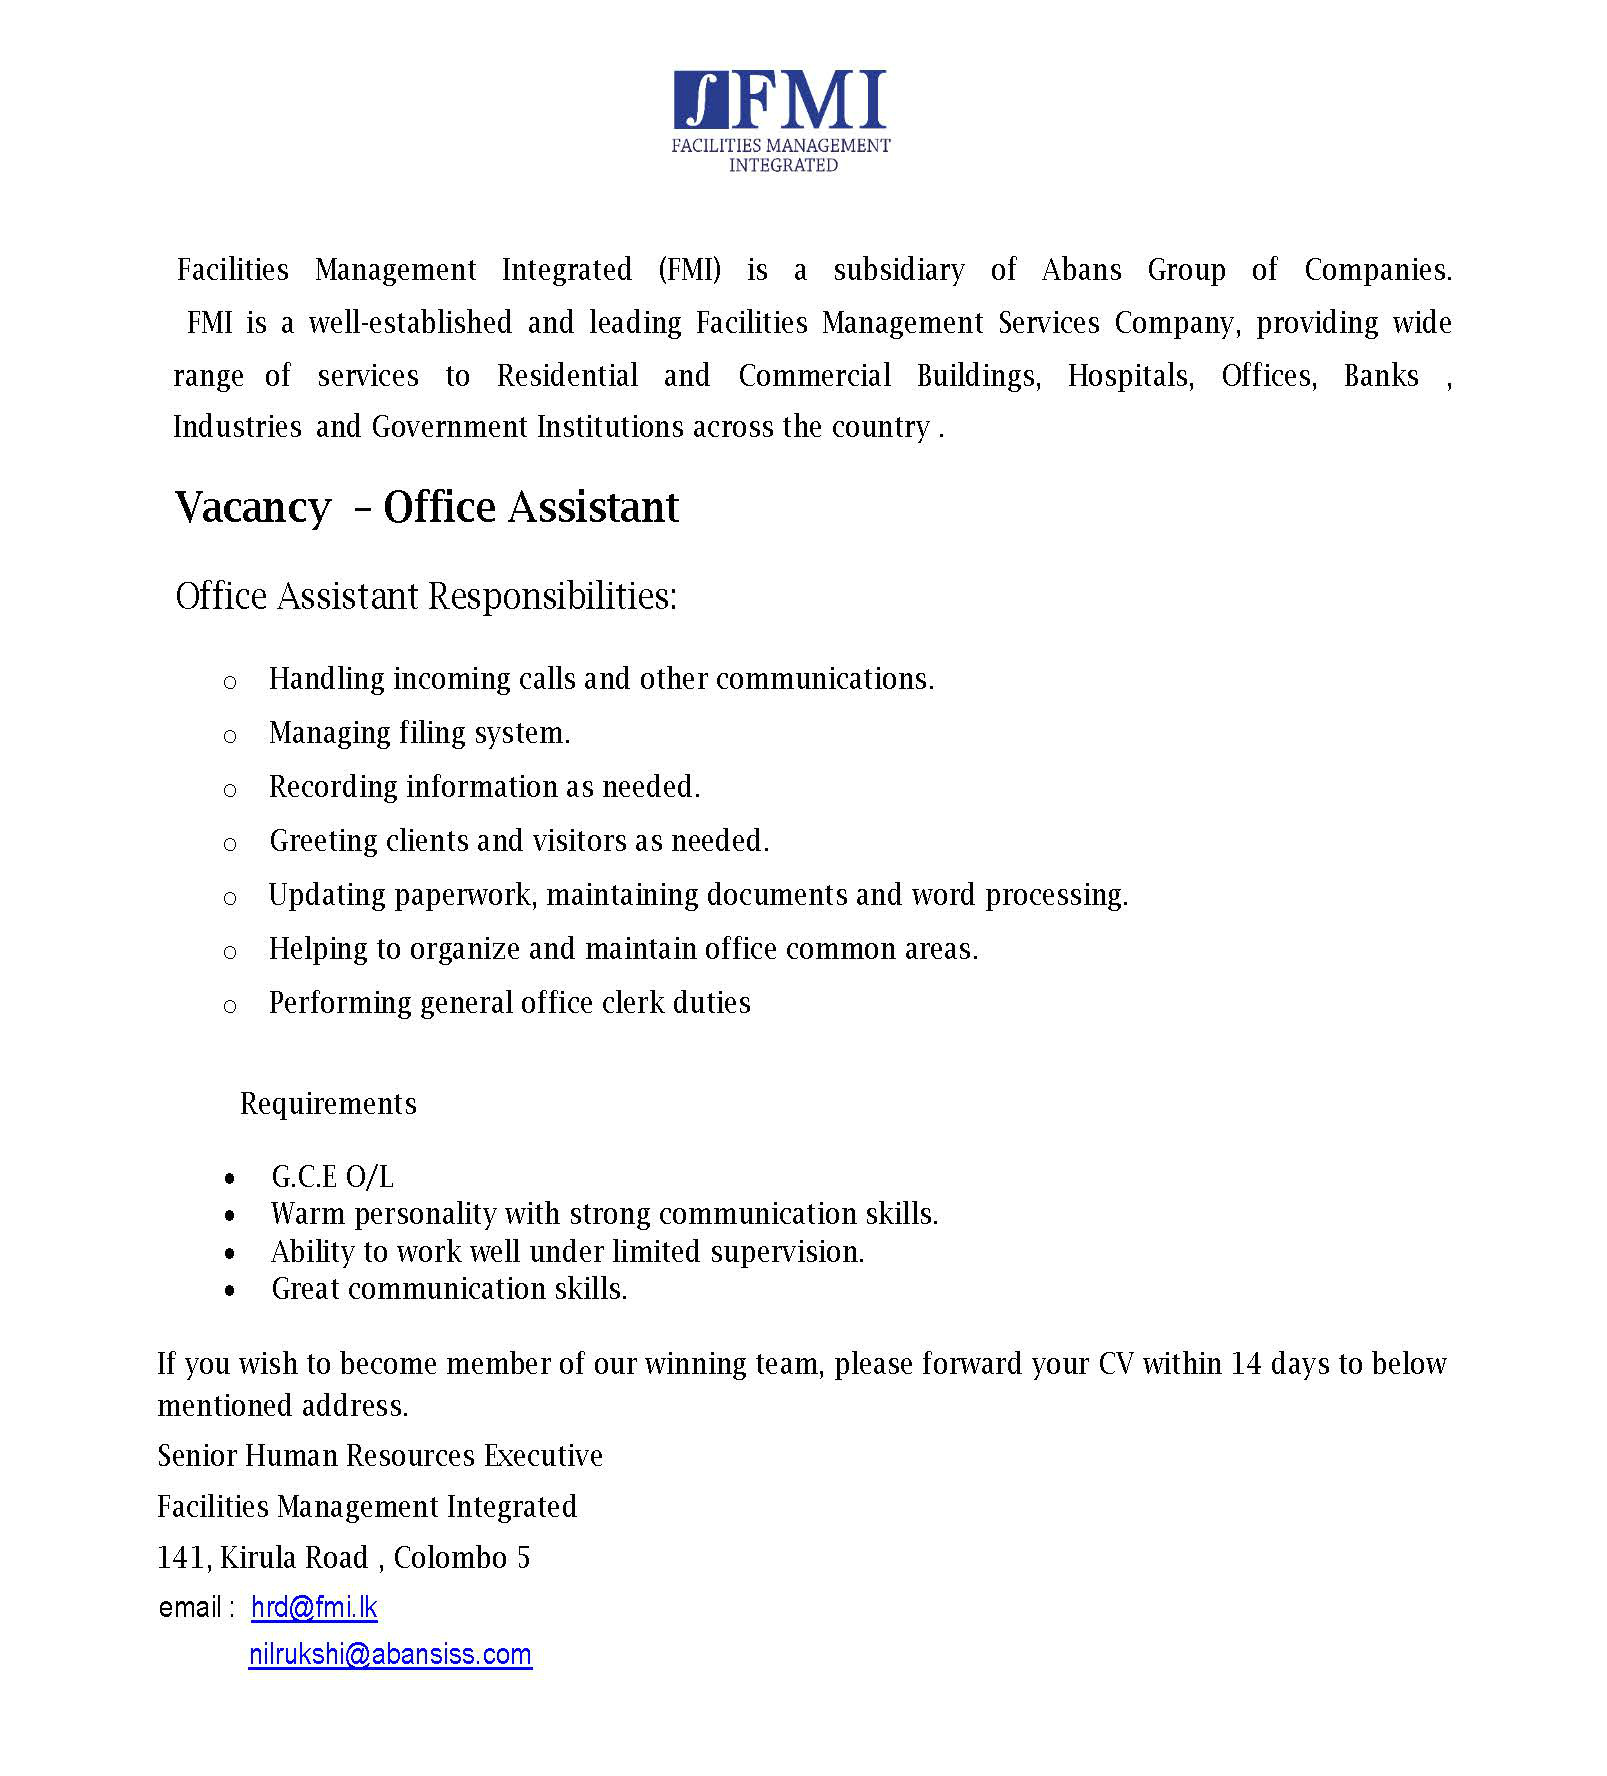 FMI
FACILITIES MANAGEMENT
INTEGRATED
Facilities Management Integrated (FMI) is a subsidiary of Abans Group of Companies.
FMI is a well-established and leading Facilities Management Services Company, providing wide
range of services to Residential and Commercial Buildings, Hospitals, Offices, Banks ,
Industries and Government Institutions across the country .
Vacancy – Office Assistant
Office Assistant Responsibilities:
o Handling incoming calls and other communications.
o Managing filing system.
o Recording information as needed.
o Greeting clients and visitors as needed.
o Updating paperwork, maintaining documents and word processing.
o Helping to organize and maintain office common areas.
o Performing general office clerk duties
Requirements
• G.C.E O/L
• Warm personality with strong communication skills.
• Ability to work well under limited supervision.
• Great communication skills.
If you wish to become member of our winning team, please forward your CV within 14 days to below
mentioned address.
Senior Human Resources Executive
Facilities Management Integrated
141, Kirula Road , Colombo 5
email : hrd@fmi.lk
nilrukshi@abansiss.com